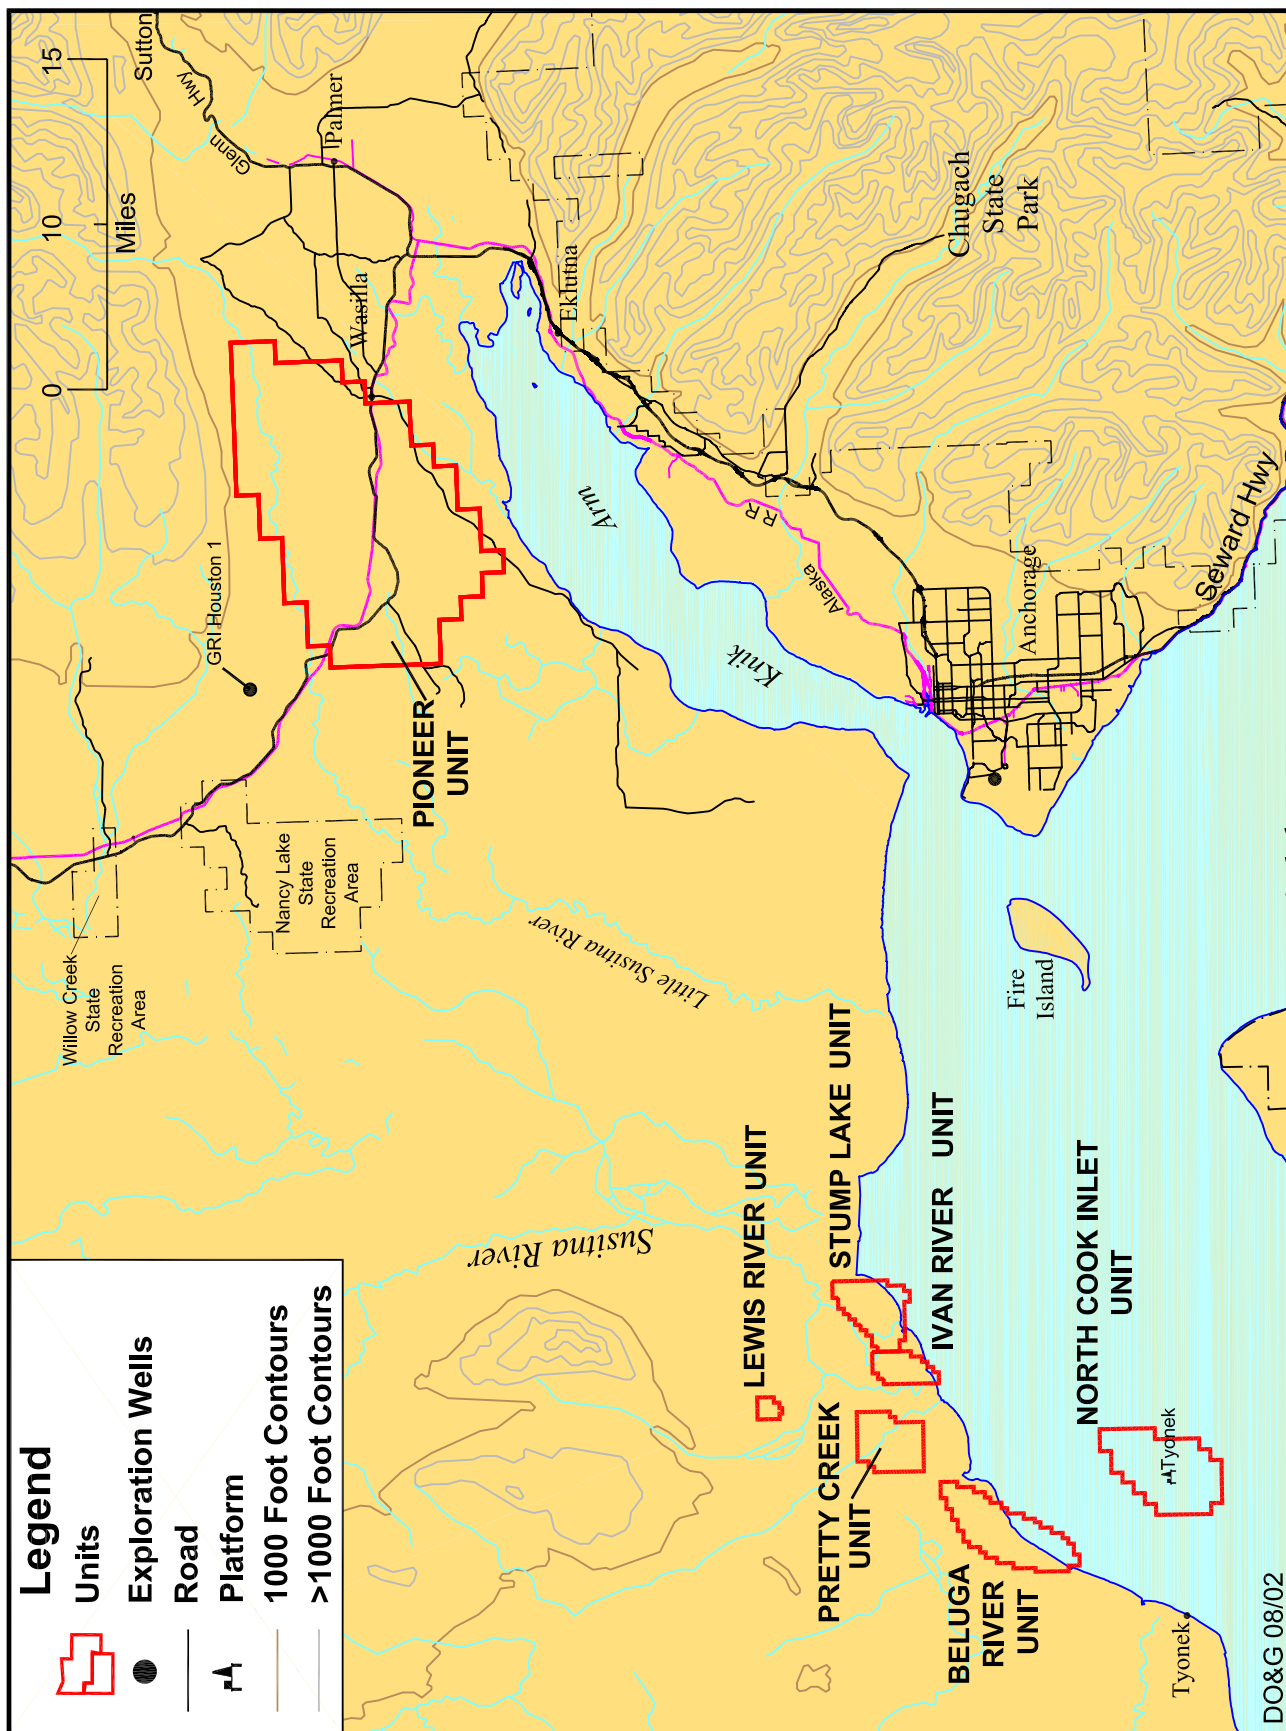 Legend
Units
Exploration Wells
Road
Platform
1000 Foot Contours
>1000 Foot Contours
0
10
15
Miles
Sutton
Glenn
Hwy
Palmer
Wasilla
Eklutna
Chugach
State
Park
GRI Houston 1
Willow Creek
State
Recreation
Area
Nancy Lake
State
Recreation
Area
PIONEER
UNIT
Knik
Arm
Alaska
RR
Anchorage
Seward Hwy
Little Susitna River
Susitna River
Fire
Island
LEWIS RIVER UNIT
STUMP LAKE UNIT
IVAN RIVER UNIT
PRETTY CREEK
UNIT
BELUGA
RIVER
UNIT
NORTH COOK INLET
UNIT
Tyonek
Tyonek
DO&G 08/02